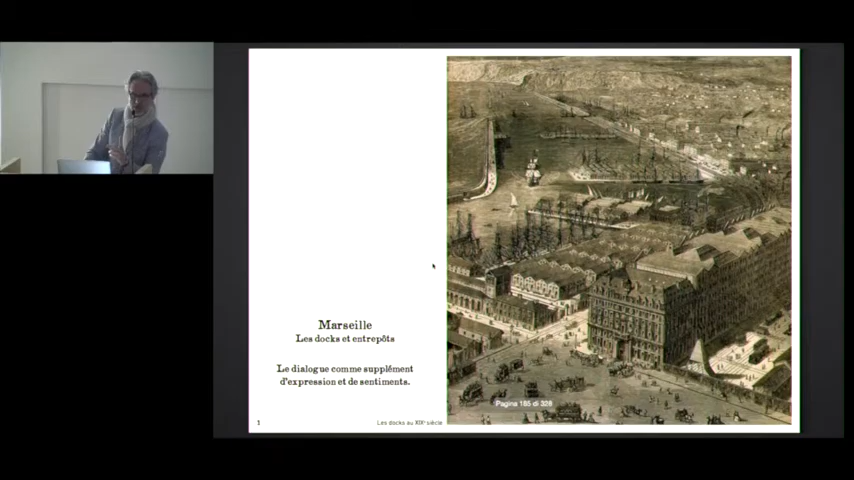 Marseille
Les docks et entrepôts
Le dialogue comme supplément
d'expression et de sentiments.
Pagina 165 di 328
1
Les docks au XIXᵉ siècle